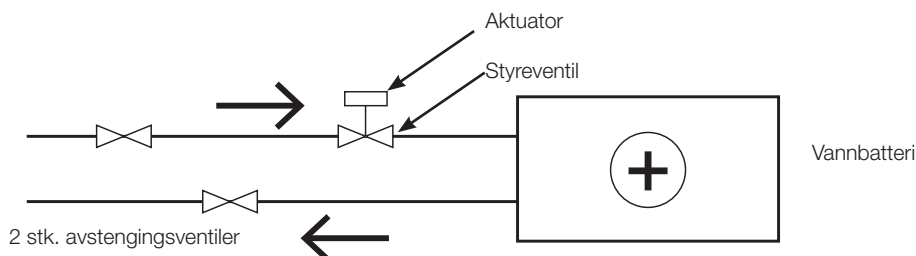 Aktuator
Styreventil
Vannbatteri
2 stk. avstengingsventiler